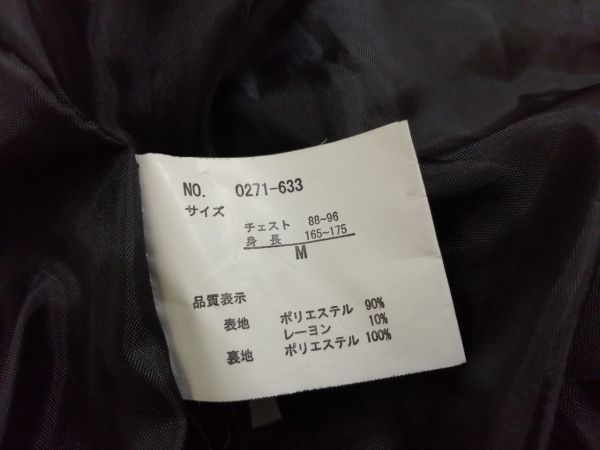 NO. 0271-633
サイズ
チェスト 88~96
身長 165~175
M
品質表示
表地 ポリエステル 90%
レーヨン 10%
裏地 ポリエステル 100%